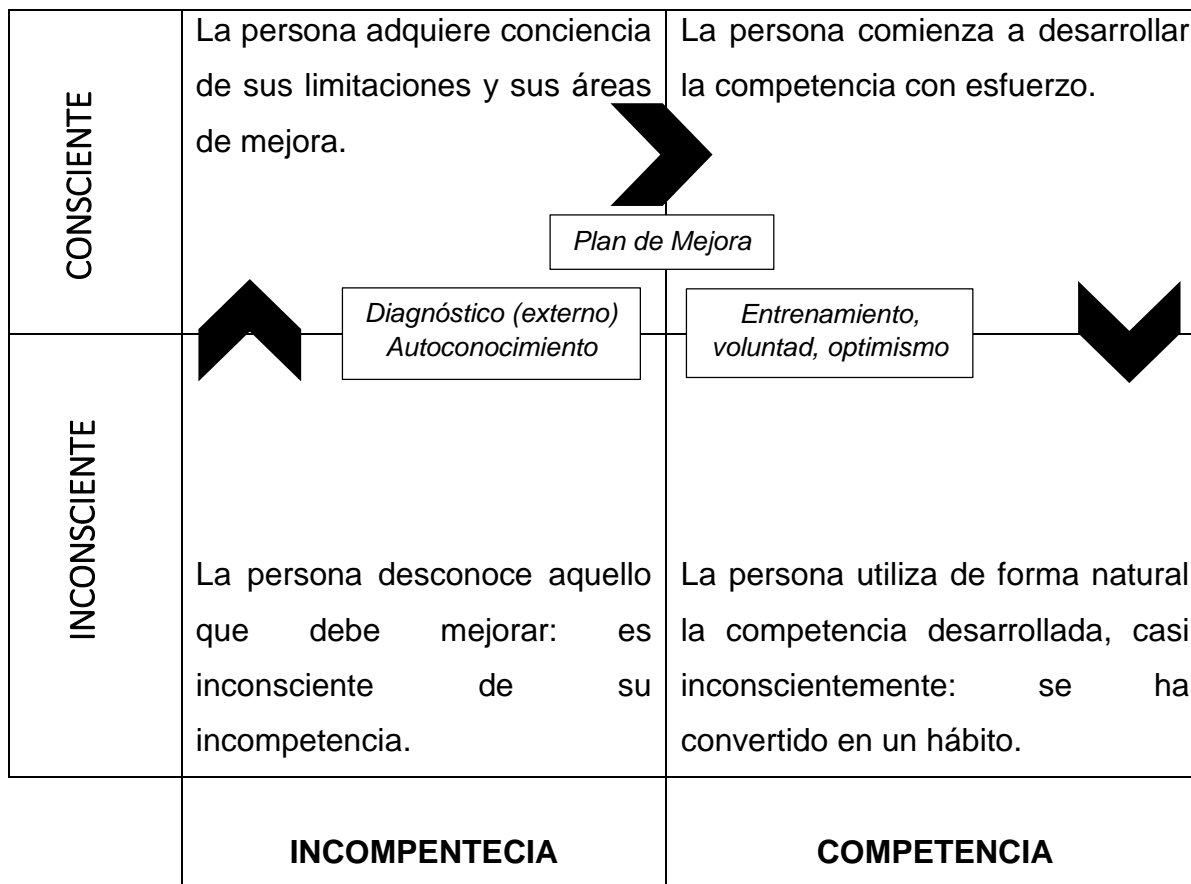 CONSCIENTE
La persona adquiere conciencia
de sus limitaciones y sus áreas
de mejora.
La persona comienza a desarrollar
la competencia con esfuerzo.
Plan de Mejora
Diagnóstico (externo)
Autoconocimiento
Entrenamiento,
voluntad, optimismo
INCONSCIENTE
La persona desconoce aquello
que debe mejorar: es
inconsciente de su
incompetencia.
La persona utiliza de forma natural
la competencia desarrollada, casi
inconscientemente: se ha
convertido en un hábito.
INCOMPENTECIA
COMPETENCIA